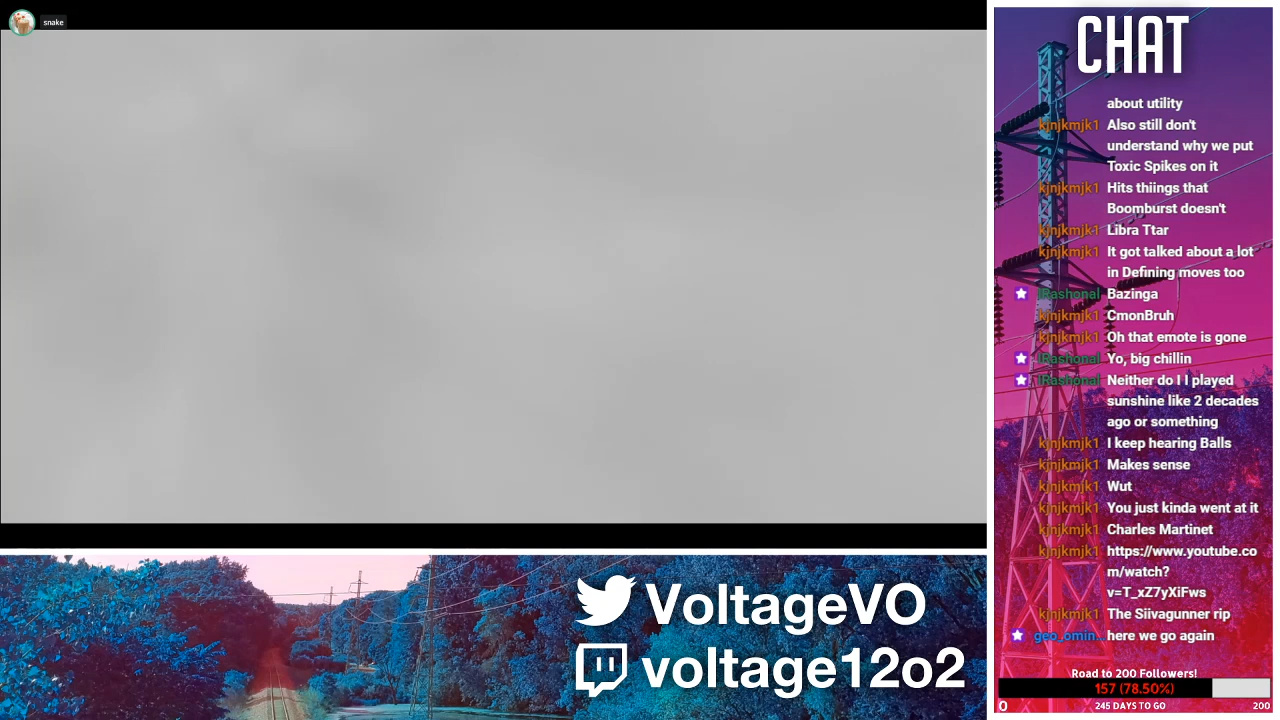 snake
CHAT
about utility
kjnjkmjk1 Also still don't
understand why we put
Toxic Spikes on it
kjnjkmjk1 Hits thiings that
Boomburst doesn't
kjnjkmjk1 Libra Ttar
kjnjkmjk1 It got talked about a lot
in Defining moves too
IRashonal Bazinga
kjnjkmjk1 CmonBruh
kjnjkmjk1 Oh that emote is gone
IRashonal Yo, big chillin
IRashonal Neither do I I played
sunshine like 2 decades
ago or something
kjnjkmjk1 I keep hearing Balls
kjnjkmjk1 Makes sense
kjnjkmjk1 Wut
kjnjkmjk1 You just kinda went at it
kjnjkmjk1 Charles Martinet
kjnjkmjk1 https://www.youtube.co
m/watch?
v=T_xZ7yXiFws
kjnjkmjk1 The Siivagunner rip
geo_omin... here we go again
Road to 200 Followers!
157 (78.50%)
0 245 DAYS TO GO 200
VoltageVO
voltage12o2